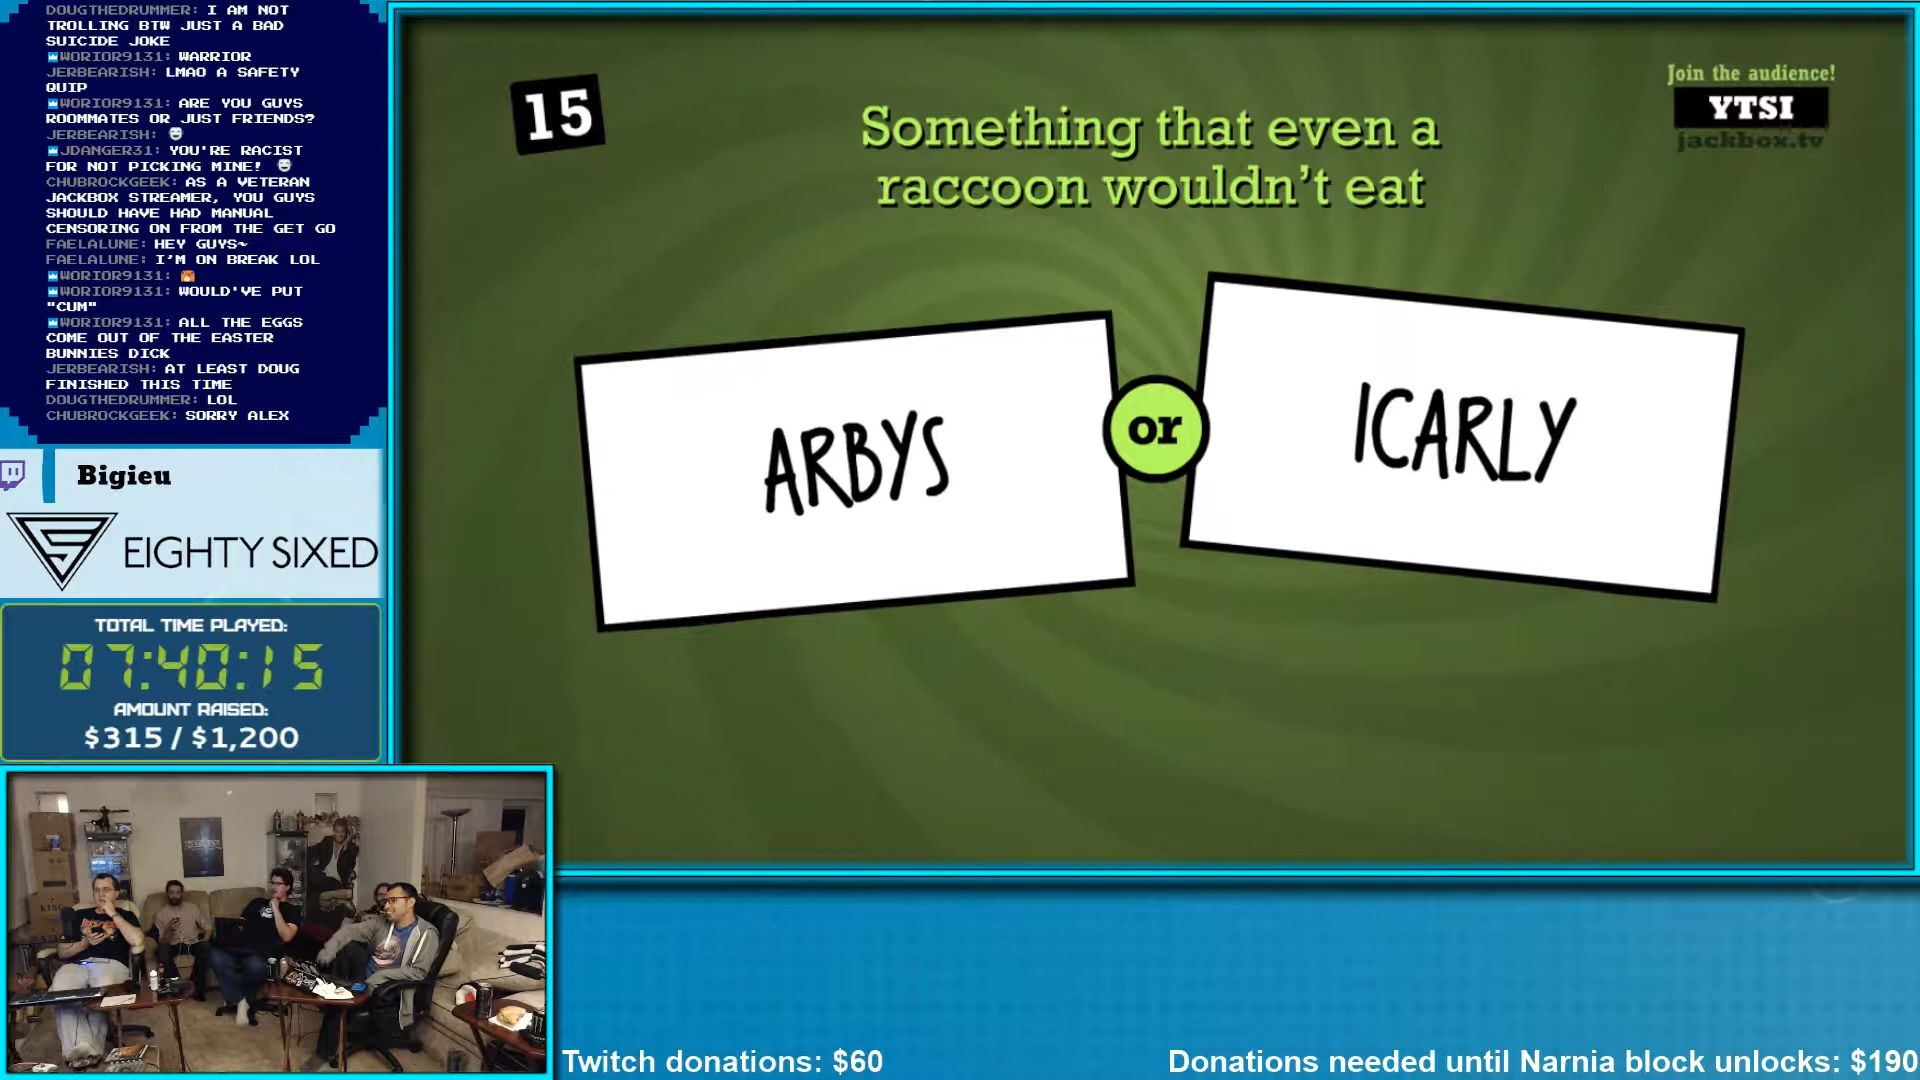 DOUGTHEDRUMMER: I AM NOT
TROLLING BTW JUST A BAD
SUICIDE JOKE
WORIOR9131: WARRIOR
JERBEARISH: LMAO A SAFETY
QUIP
WORIOR9131: ARE YOU GUYS
ROOMMATES OR JUST FRIENDS?
JERBEARISH:
JDANGER31: YOU'RE RACIST
FOR NOT PICKING MINE!
CHUBROCKGEEK: AS A VETERAN
JACKBOX STREAMER, YOU GUYS
SHOULD HAVE HAD MANUAL
CENSORING ON FROM THE GET GO
FAELALUNE: HEY GUYS~
FAELALUNE: I'M ON BREAK LOL
WORIOR9131:
WORIOR9131: WOULD'VE PUT
"CUM"
WORIOR9131: ALL THE EGGS
COME OUT OF THE EASTER
BUNNIES DICK
JERBEARISH: AT LEAST DOUG
FINISHED THIS TIME
DOUGTHEDRUMMER: LOL
CHUBROCKGEEK: SORRY ALEX
Bigieu
EIGHTY SIXED
TOTAL TIME PLAYED:
07:40:15
AMOUNT RAISED:
$315 / $1,200
15
Something that even a
raccoon wouldn't eat
Join the audience!
YTSI
jackbox.tv
ARBYS
or
ICARLY
Twitch donations: $60
Donations needed until Narnia block unlocks: $190